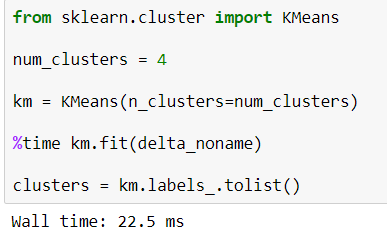 from sklearn.cluster import KMeans
num_clusters = 4
km = KMeans(n_clusters=num_clusters)
%time km.fit(delta_noname)
clusters = km.labels_.tolist()
Wall time: 22.5 ms